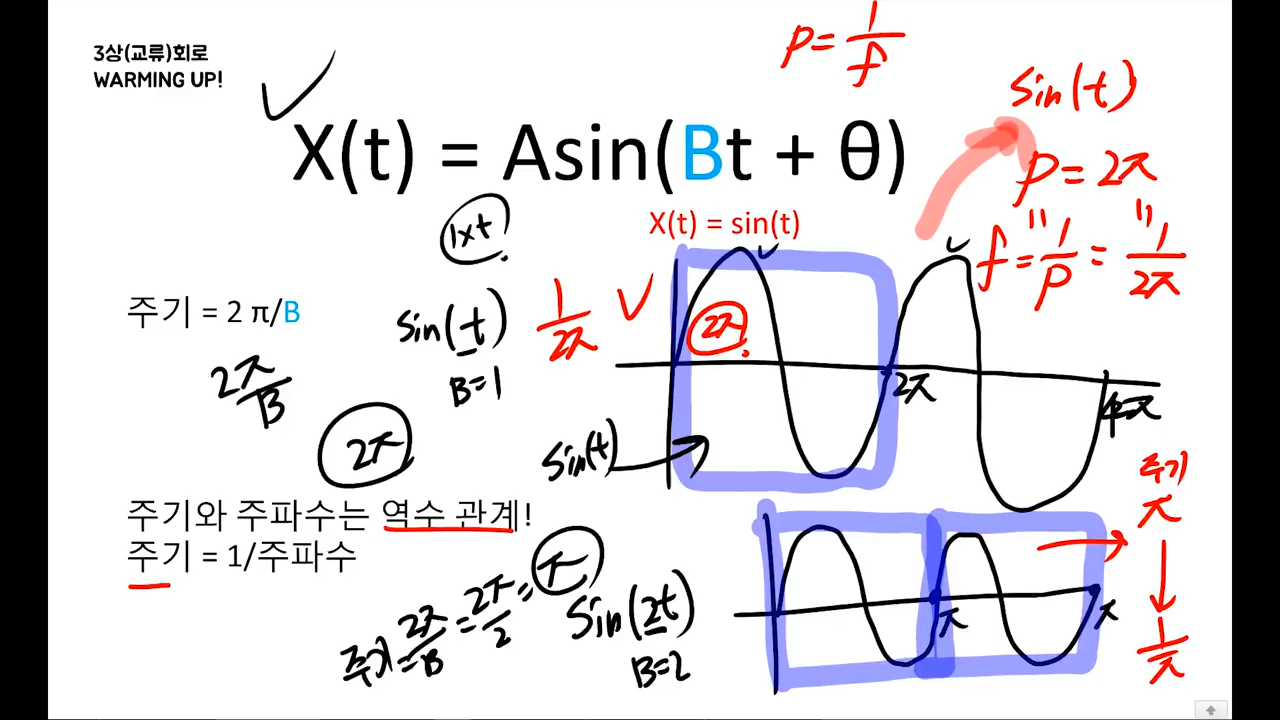 3상(교류)회로
WARMING UP!
P = 1/f
sin(t)
X(t) = Asin(Bt + θ)
P = 2π
f = 1/P = 1/2π
1xt
X(t) = sin(t)
주기 = 2 π/B
sin(t)
B=1
1/2π
2π
2π/B
2π
2π
4π
sin(t)
주기
π
1/π
주기와 주파수는 역수 관계!
주기 = 1/주파수
주기 = 2π/B = 2π/2 = π
sin(2t)
B=2
π
π